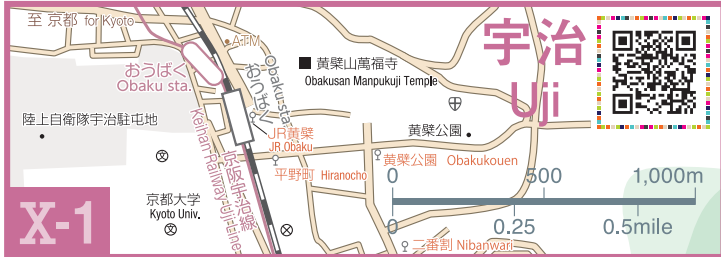 至 京都 for Kyoto
ATM
宇治
Uji
おうばく
Obaku sta.
おうばく
Obaku sta.
黄檗山萬福寺
Obakusan Manpukuji Temple
陸上自衛隊宇治駐屯地
JR黄檗
JR Obaku
黄檗公園
黄檗公園 Obakukouen
平野町 Hiranocho
京阪宇治線
Keihan Railway Uji Line
京都大学
Kyoto Univ.
文
文
0 500 1,000m
0 0.25 0.5mile
二番割 Nibanwari
X-1